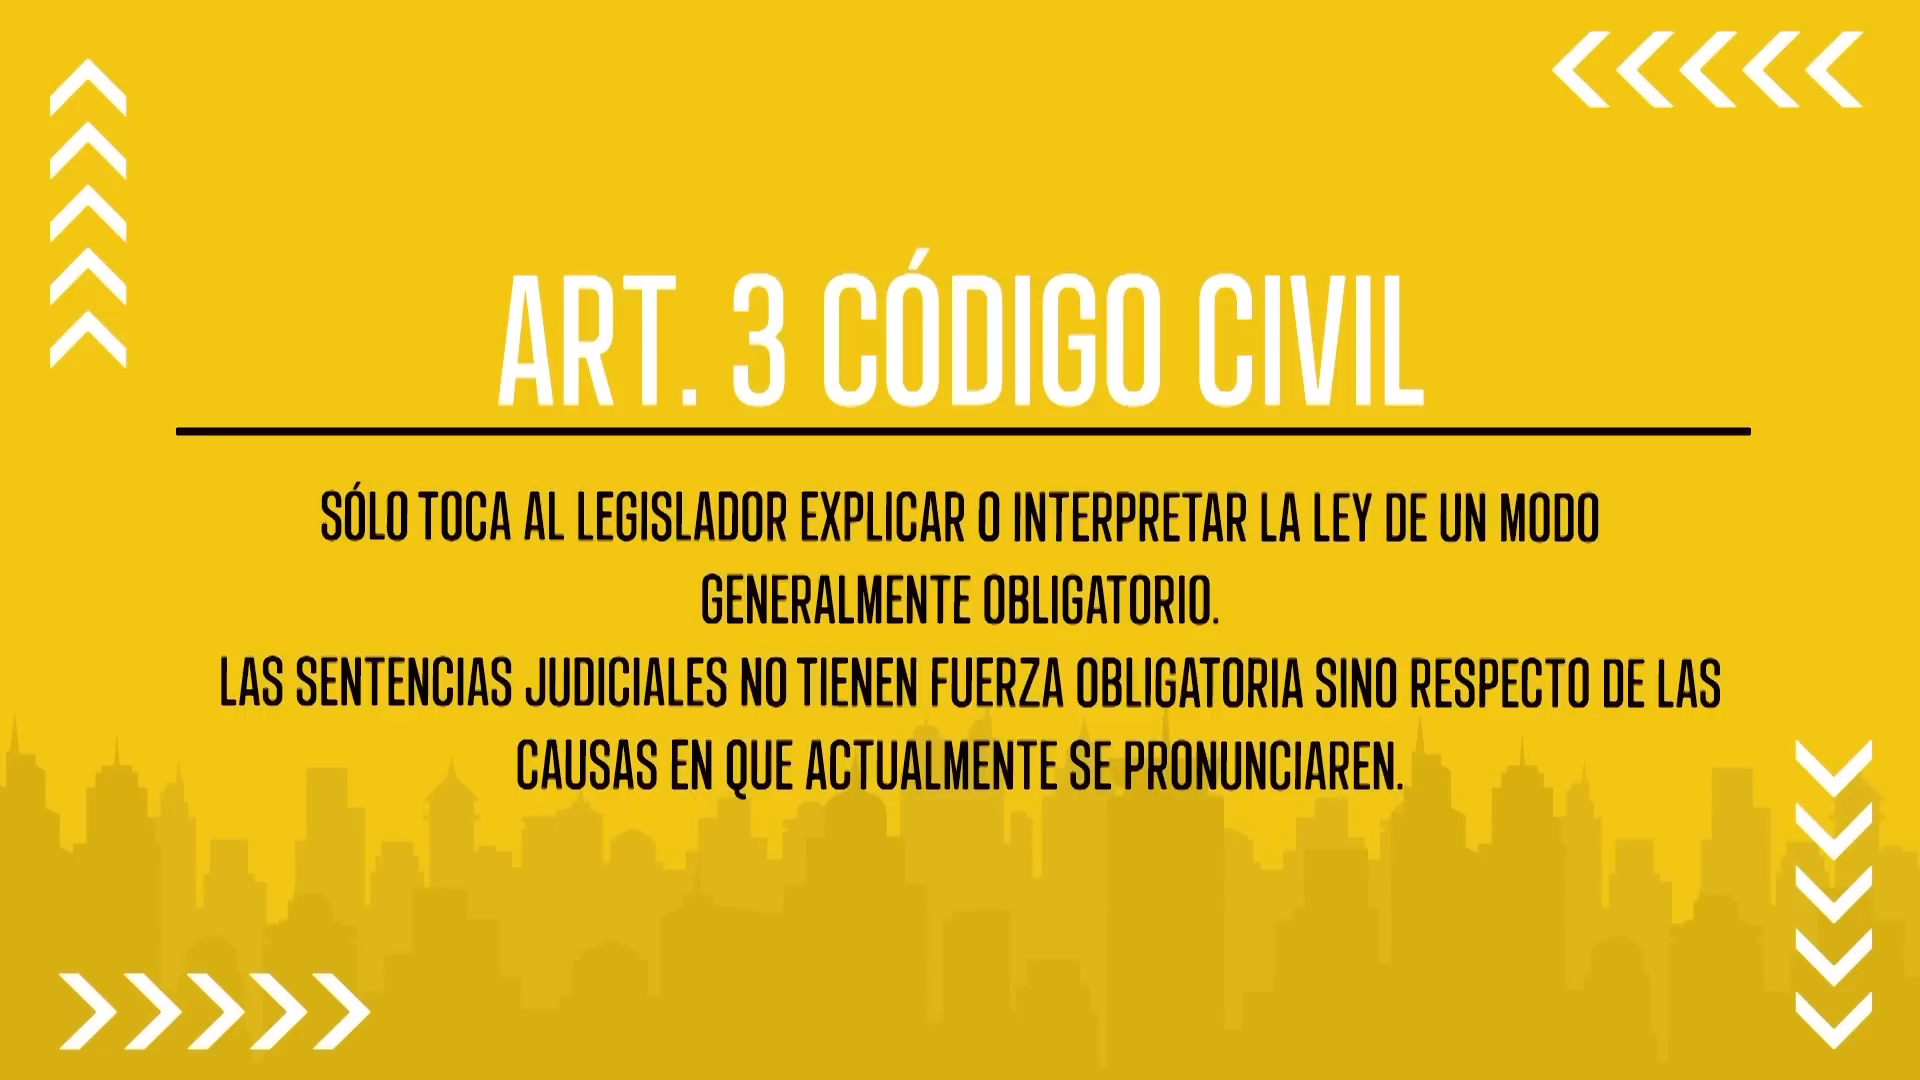 ART. 3 CÓDIGO CIVIL
SÓLO TOCA AL LEGISLADOR EXPLICAR O INTERPRETAR LA LEY DE UN MODO
GENERALMENTE OBLIGATORIO.
LAS SENTENCIAS JUDICIALES NO TIENEN FUERZA OBLIGATORIA SINO RESPECTO DE LAS
CAUSAS EN QUE ACTUALMENTE SE PRONUNCIAREN.